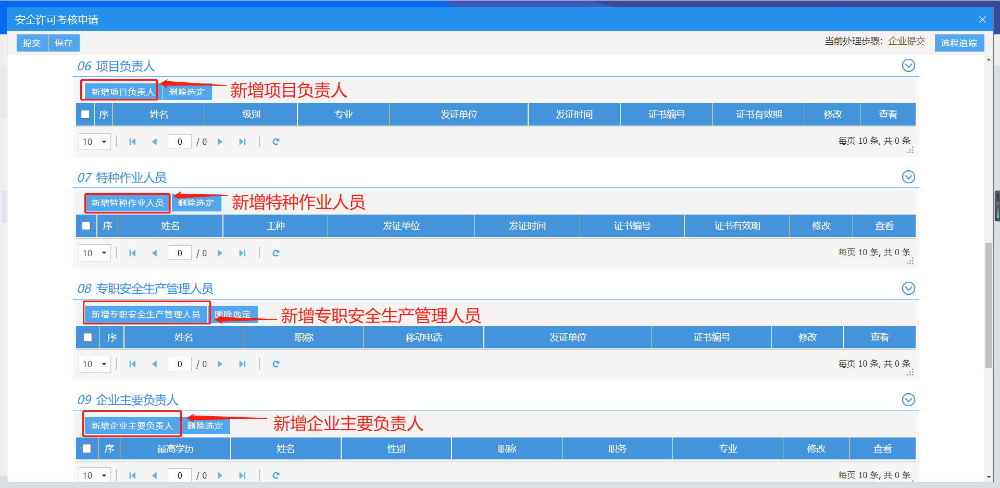 安全许可考核申请
提交 保存 当前处理步骤：企业提交 流程追踪
06 项目负责人
新增项目负责人 删除选定 新增项目负责人
序 姓名 级别 专业 发证单位 发证时间 证书编号 证书有效期 修改 查看
10 0 / 0 每页 10 条, 共 0 条
07 特种作业人员
新增特种作业人员 删除选定 新增特种作业人员
序 姓名 工种 发证单位 发证时间 证书编号 证书有效期 修改 查看
10 0 / 0 每页 10 条, 共 0 条
08 专职安全生产管理人员
新增专职安全生产管理人员 删除选定 新增专职安全生产管理人员
序 姓名 职称 移动电话 发证单位 证书编号 修改 查看
10 0 / 0 每页 10 条, 共 0 条
09 企业主要负责人
新增企业主要负责人 删除选定 新增企业主要负责人
序 最高学历 姓名 性别 职称 职务 专业 修改 查看
10 0 / 0 每页 10 条, 共 0 条